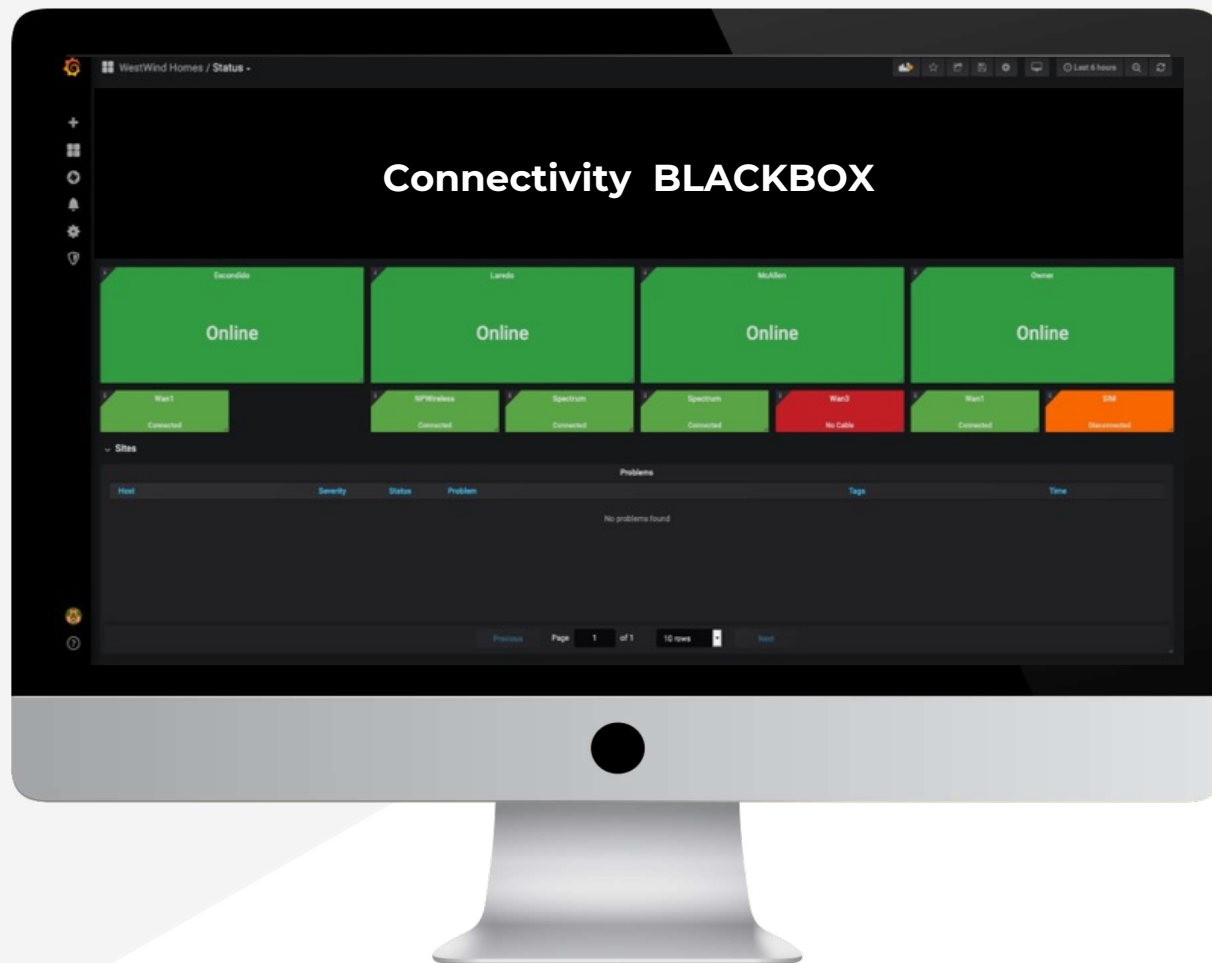 WestWind Homes / Status
Last 6 hours
Connectivity BLACKBOX
Escondido
Laredo
McAllen
Owner
Online
Online
Online
Online
Wan1
NPWireless
Spectrum
Spectrum
Wan3
Wan1
SIM
Connected
Connected
Connected
Connected
No Cable
Connected
Disconnected
Sites
Problems
Host Severity Status Problem Tags Time
No problems found
Previous Page 1 of 1 10 rows Next